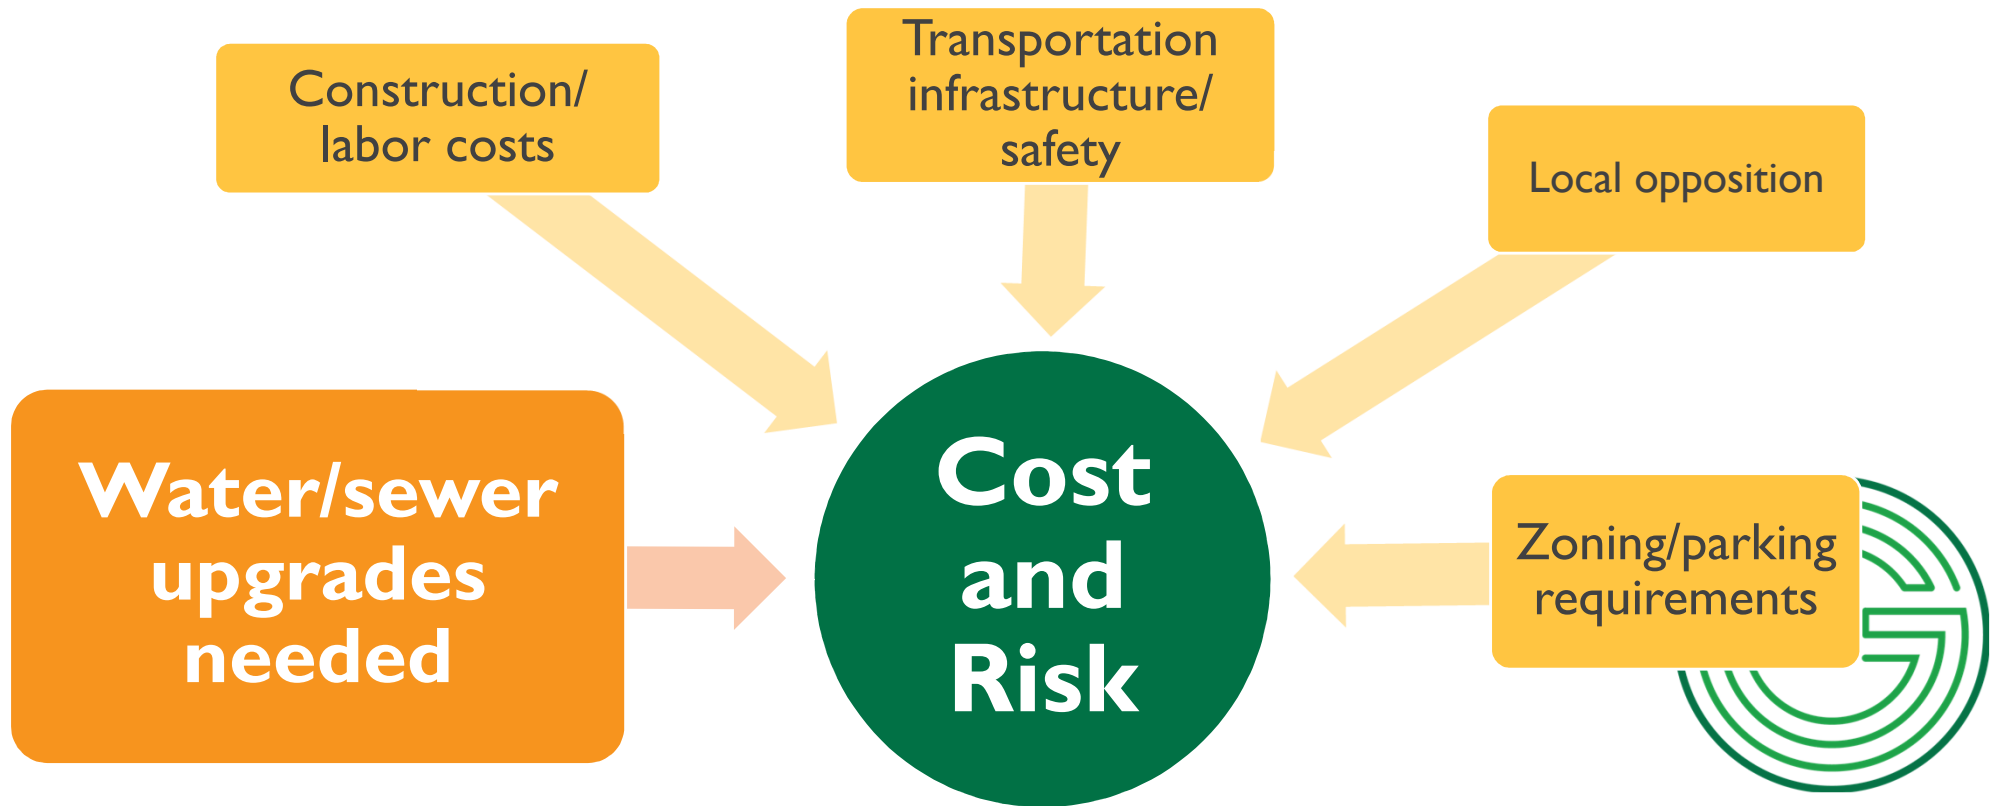 Construction/
labor costs
Transportation
infrastructure/
safety
Local opposition
Water/sewer
upgrades
needed
Cost
and
Risk
Zoning/parking
requirements